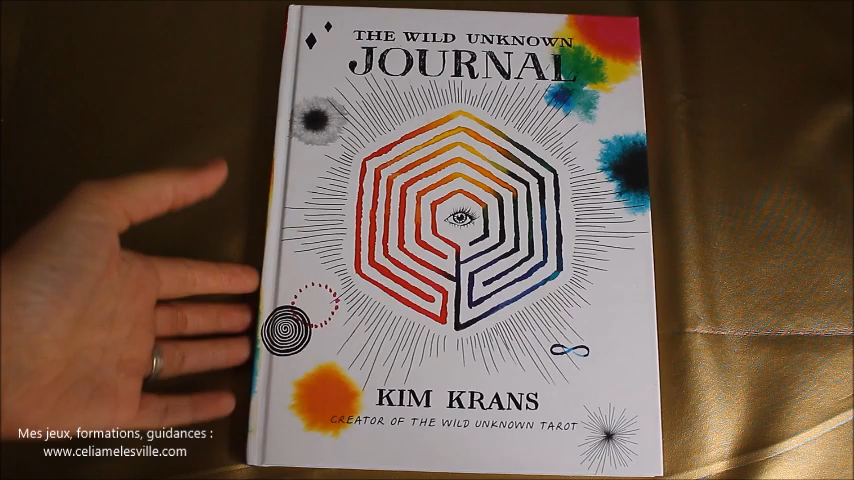 THE WILD UNKNOWN
JOURNAL
KIM KRANS
CREATOR OF THE WILD UNKNOWN TAROT
Mes jeux, formations, guidances :
www.celiamelesville.com